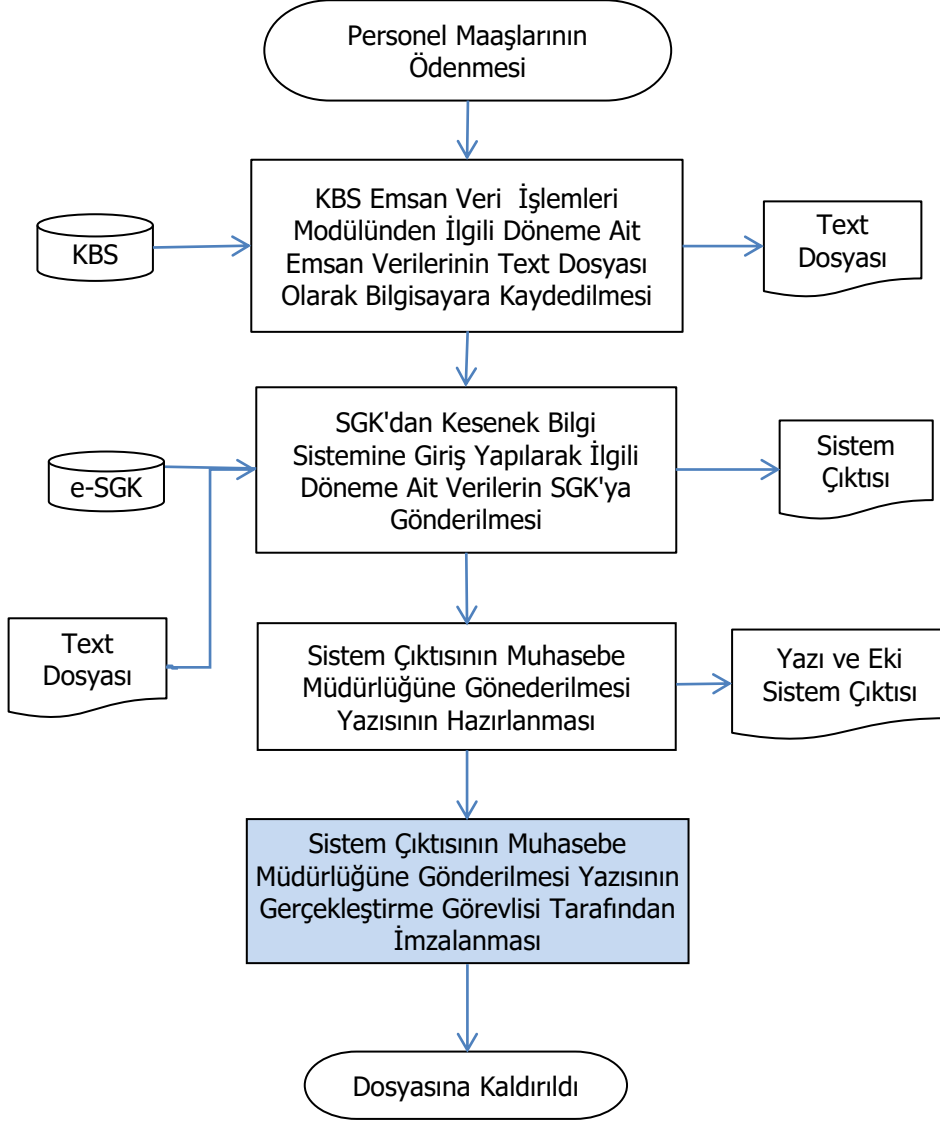 Personel Maaşlarının
Ödenmesi
KBS Emsan Veri  İşlemleri
Modülünden İlgili Döneme Ait
Emsan Verilerinin Text Dosyası
Olarak Bilgisayara Kaydedilmesi
KBS
Text
Dosyası
SGK'dan Kesenek Bilgi
Sistemine Giriş Yapılarak İlgili
Döneme Ait Verilerin SGK'ya
Gönderilmesi
e-SGK
Sistem
Çıktısı
Text
Dosyası
Sistem Çıktısının Muhasebe
Müdürlüğüne Gönederilmesi
Yazısının Hazırlanması
Yazı ve Eki
Sistem Çıktısı
Sistem Çıktısının Muhasebe
Müdürlüğüne Gönderilmesi Yazısının
Gerçekleştirme Görevlisi Tarafından
İmzalanması
Dosyasına Kaldırıldı